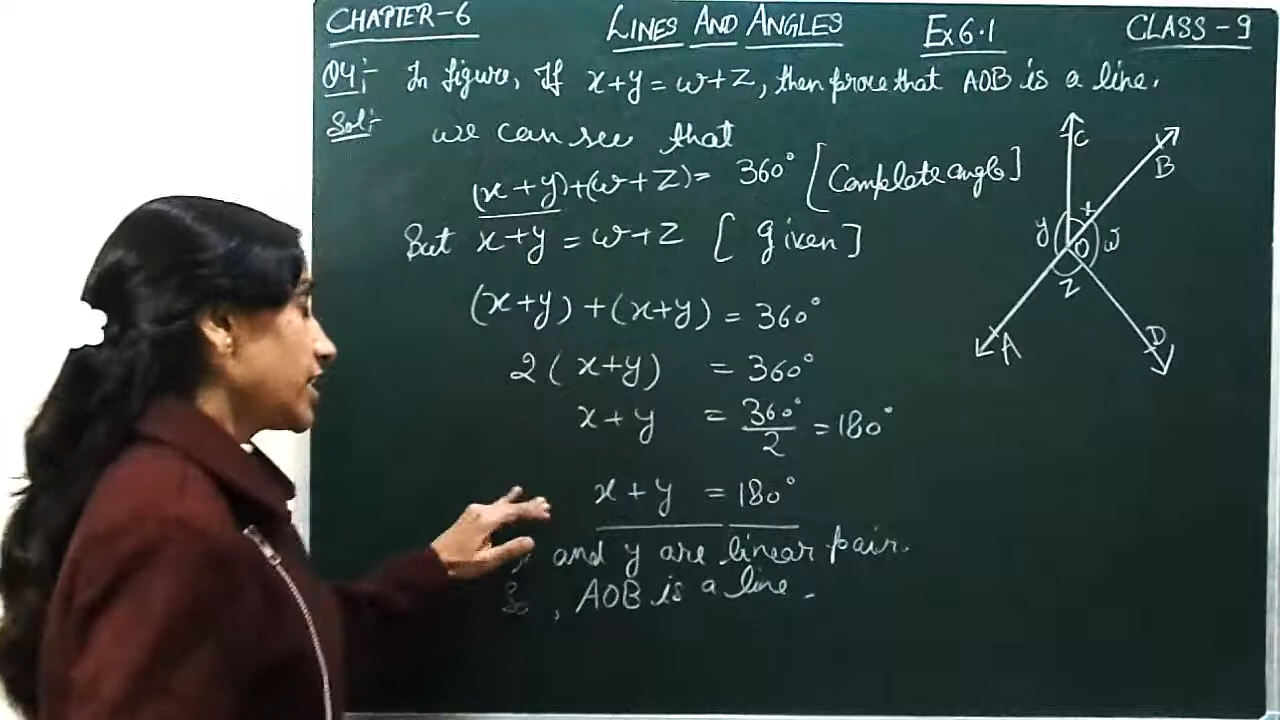 CHAPTER-6 LINES AND ANGLES Ex 6.1 CLASS - 9
Q4:- In figure, If x+y = w+z, then prove that AOB is a line.
Sol:- we can see that
(x+y)+(w+z)= 360° [Complete angle]
But x+y = w+z [given]
(x+y) + (x+y) = 360°
2(x+y) = 360°
x+y = 360°/2 = 180°
x+y = 180°
and y are linear pair.
So, AOB is a line.
C
B
x
y
O
w
z
A
D